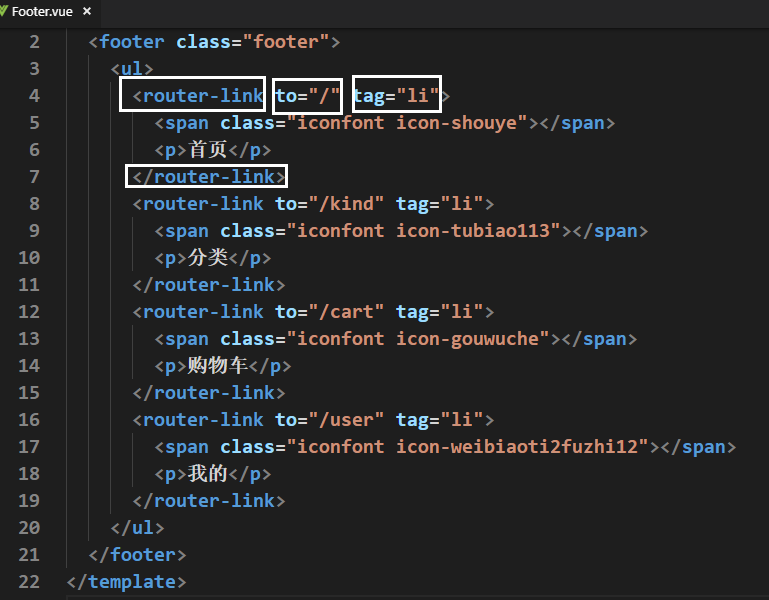 Footer.vue ×
2 <footer class="footer">
3 <ul>
4 <router-link to="/" tag="li">
5 <span class="iconfont icon-shouye"></span>
6 <p>首页</p>
7 </router-link>
8 <router-link to="/kind" tag="li">
9 <span class="iconfont icon-tubiao113"></span>
10 <p>分类</p>
11 </router-link>
12 <router-link to="/cart" tag="li">
13 <span class="iconfont icon-gouwuche"></span>
14 <p>购物车</p>
15 </router-link>
16 <router-link to="/user" tag="li">
17 <span class="iconfont icon-weibiaoti2fuzhi12"></span>
18 <p>我的</p>
19 </router-link>
20 </ul>
21 </footer>
22 </template>